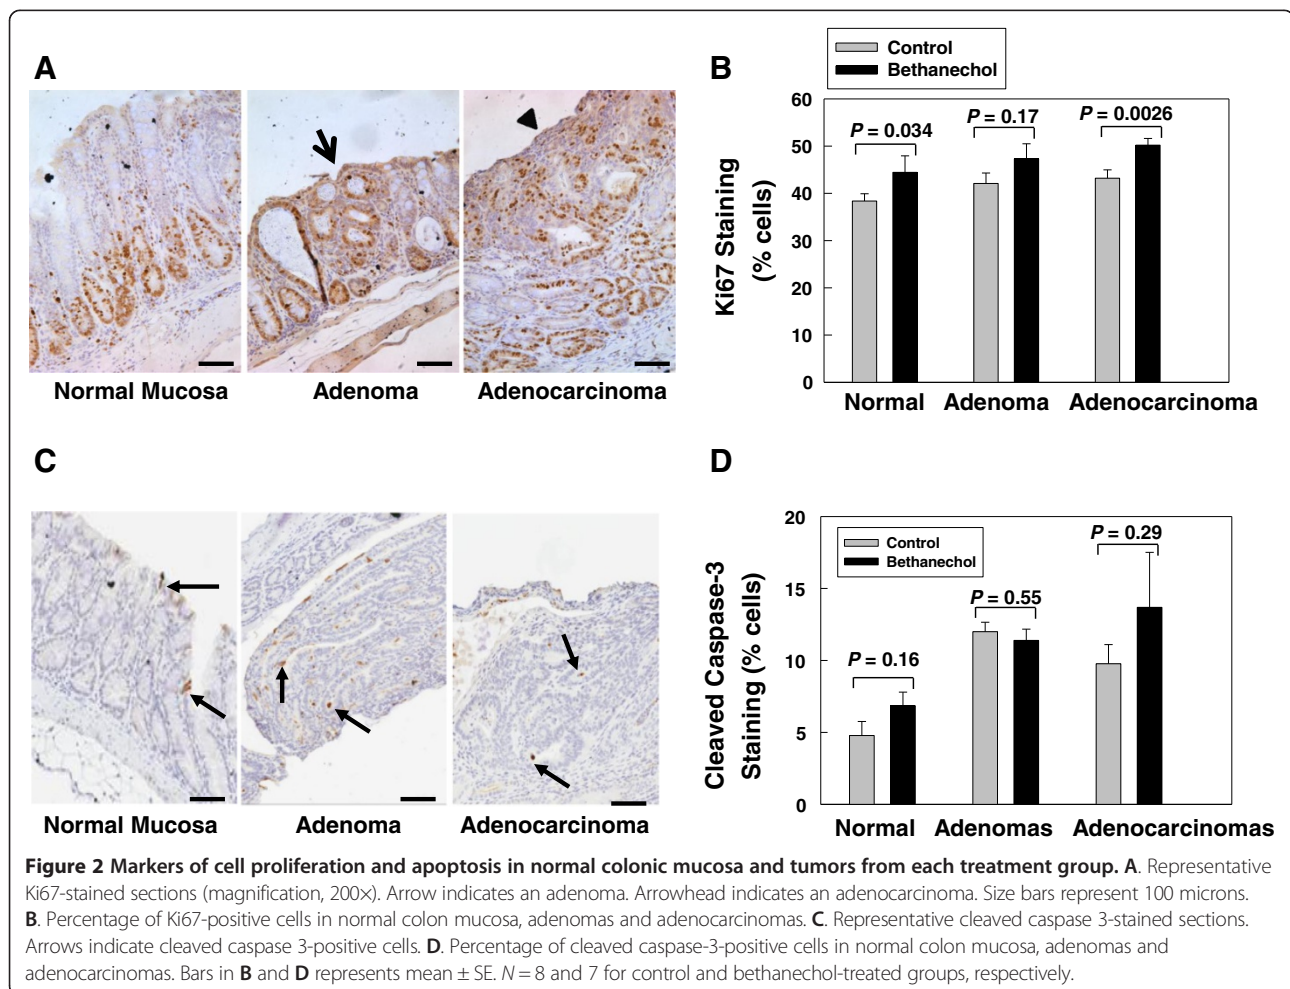 A
Normal Mucosa
Adenoma
Adenocarcinoma
B
Control
Bethanechol
Ki67 Staining
(% cells)
60
50
40
30
20
10
0
P = 0.034
P = 0.17
P = 0.0026
Normal
Adenoma
Adenocarcinoma
C
Normal Mucosa
Adenoma
Adenocarcinoma
D
Control
Bethanechol
Cleaved Caspase-3
Staining (% cells)
20
15
10
5
0
P = 0.16
P = 0.55
P = 0.29
Normal
Adenomas
Adenocarcinomas
Figure 2 Markers of cell proliferation and apoptosis in normal colonic mucosa and tumors from each treatment group. A. Representative
Ki67-stained sections (magnification, 200×). Arrow indicates an adenoma. Arrowhead indicates an adenocarcinoma. Size bars represent 100 microns.
B. Percentage of Ki67-positive cells in normal colon mucosa, adenomas and adenocarcinomas. C. Representative cleaved caspase 3-stained sections.
Arrows indicate cleaved caspase 3-positive cells. D. Percentage of cleaved caspase-3-positive cells in normal colon mucosa, adenomas and
adenocarcinomas. Bars in B and D represents mean ± SE. N = 8 and 7 for control and bethanechol-treated groups, respectively.